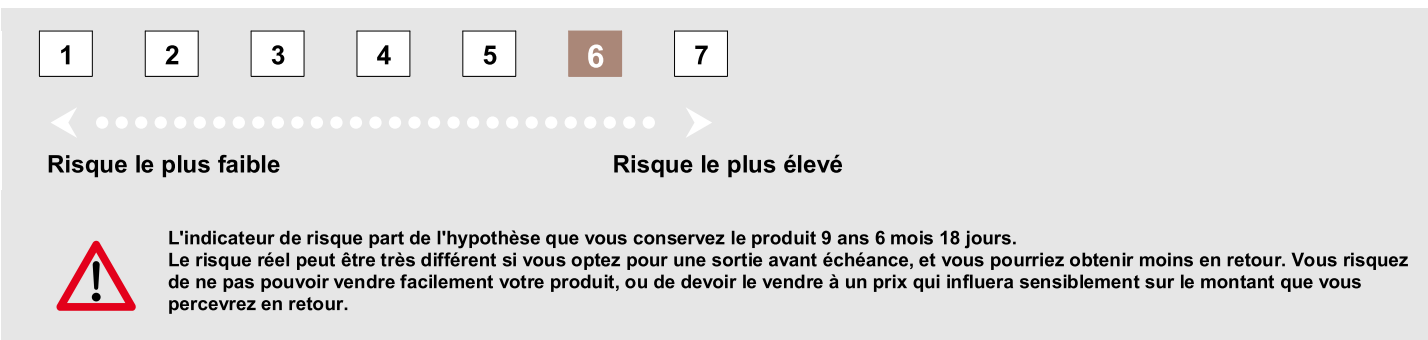 1 2 3 4 5 6 7
Risque le plus faible Risque le plus élevé
L'indicateur de risque part de l'hypothèse que vous conservez le produit 9 ans 6 mois 18 jours.
Le risque réel peut être très différent si vous optez pour une sortie avant échéance, et vous pourriez obtenir moins en retour. Vous risquez
de ne pas pouvoir vendre facilement votre produit, ou de devoir le vendre à un prix qui influera sensiblement sur le montant que vous
percevrez en retour.